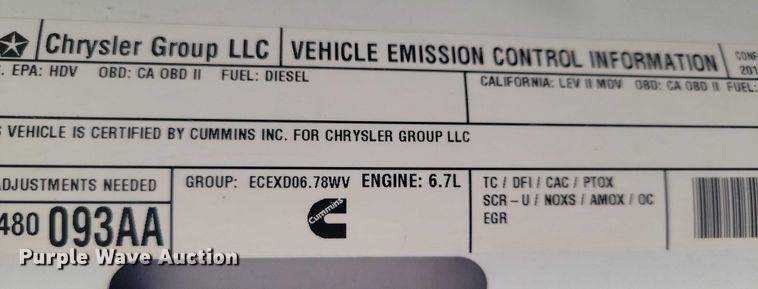 Chrysler Group LLC VEHICLE EMISSION CONTROL INFORMATION
. EPA: HDV OBD: CA OBD II FUEL: DIESEL
CALIFORNIA: LEV II MDV OBD: CA OBD II FUEL:
VEHICLE IS CERTIFIED BY CUMMINS INC. FOR CHRYSLER GROUP LLC
ADJUSTMENTS NEEDED
480 093AA
GROUP: ECEXD06.78WV ENGINE: 6.7L
Cummins
TC / DFI / CAC / PTOX
SCR - U / NOXS / AMOX / OC
EGR
Purple Wave Auction